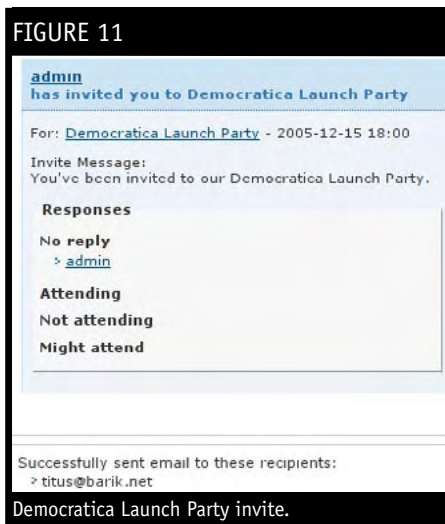 FIGURE 11
admin
has invited you to Democratica Launch Party
For: Democratica Launch Party - 2005-12-15 18:00
Invite Message:
You've been invited to our Democratica Launch Party.
Responses
No reply
> admin
Attending
Not attending
Might attend
Successfully sent email to these recipients:
> titus@barik.net
Democratica Launch Party invite.